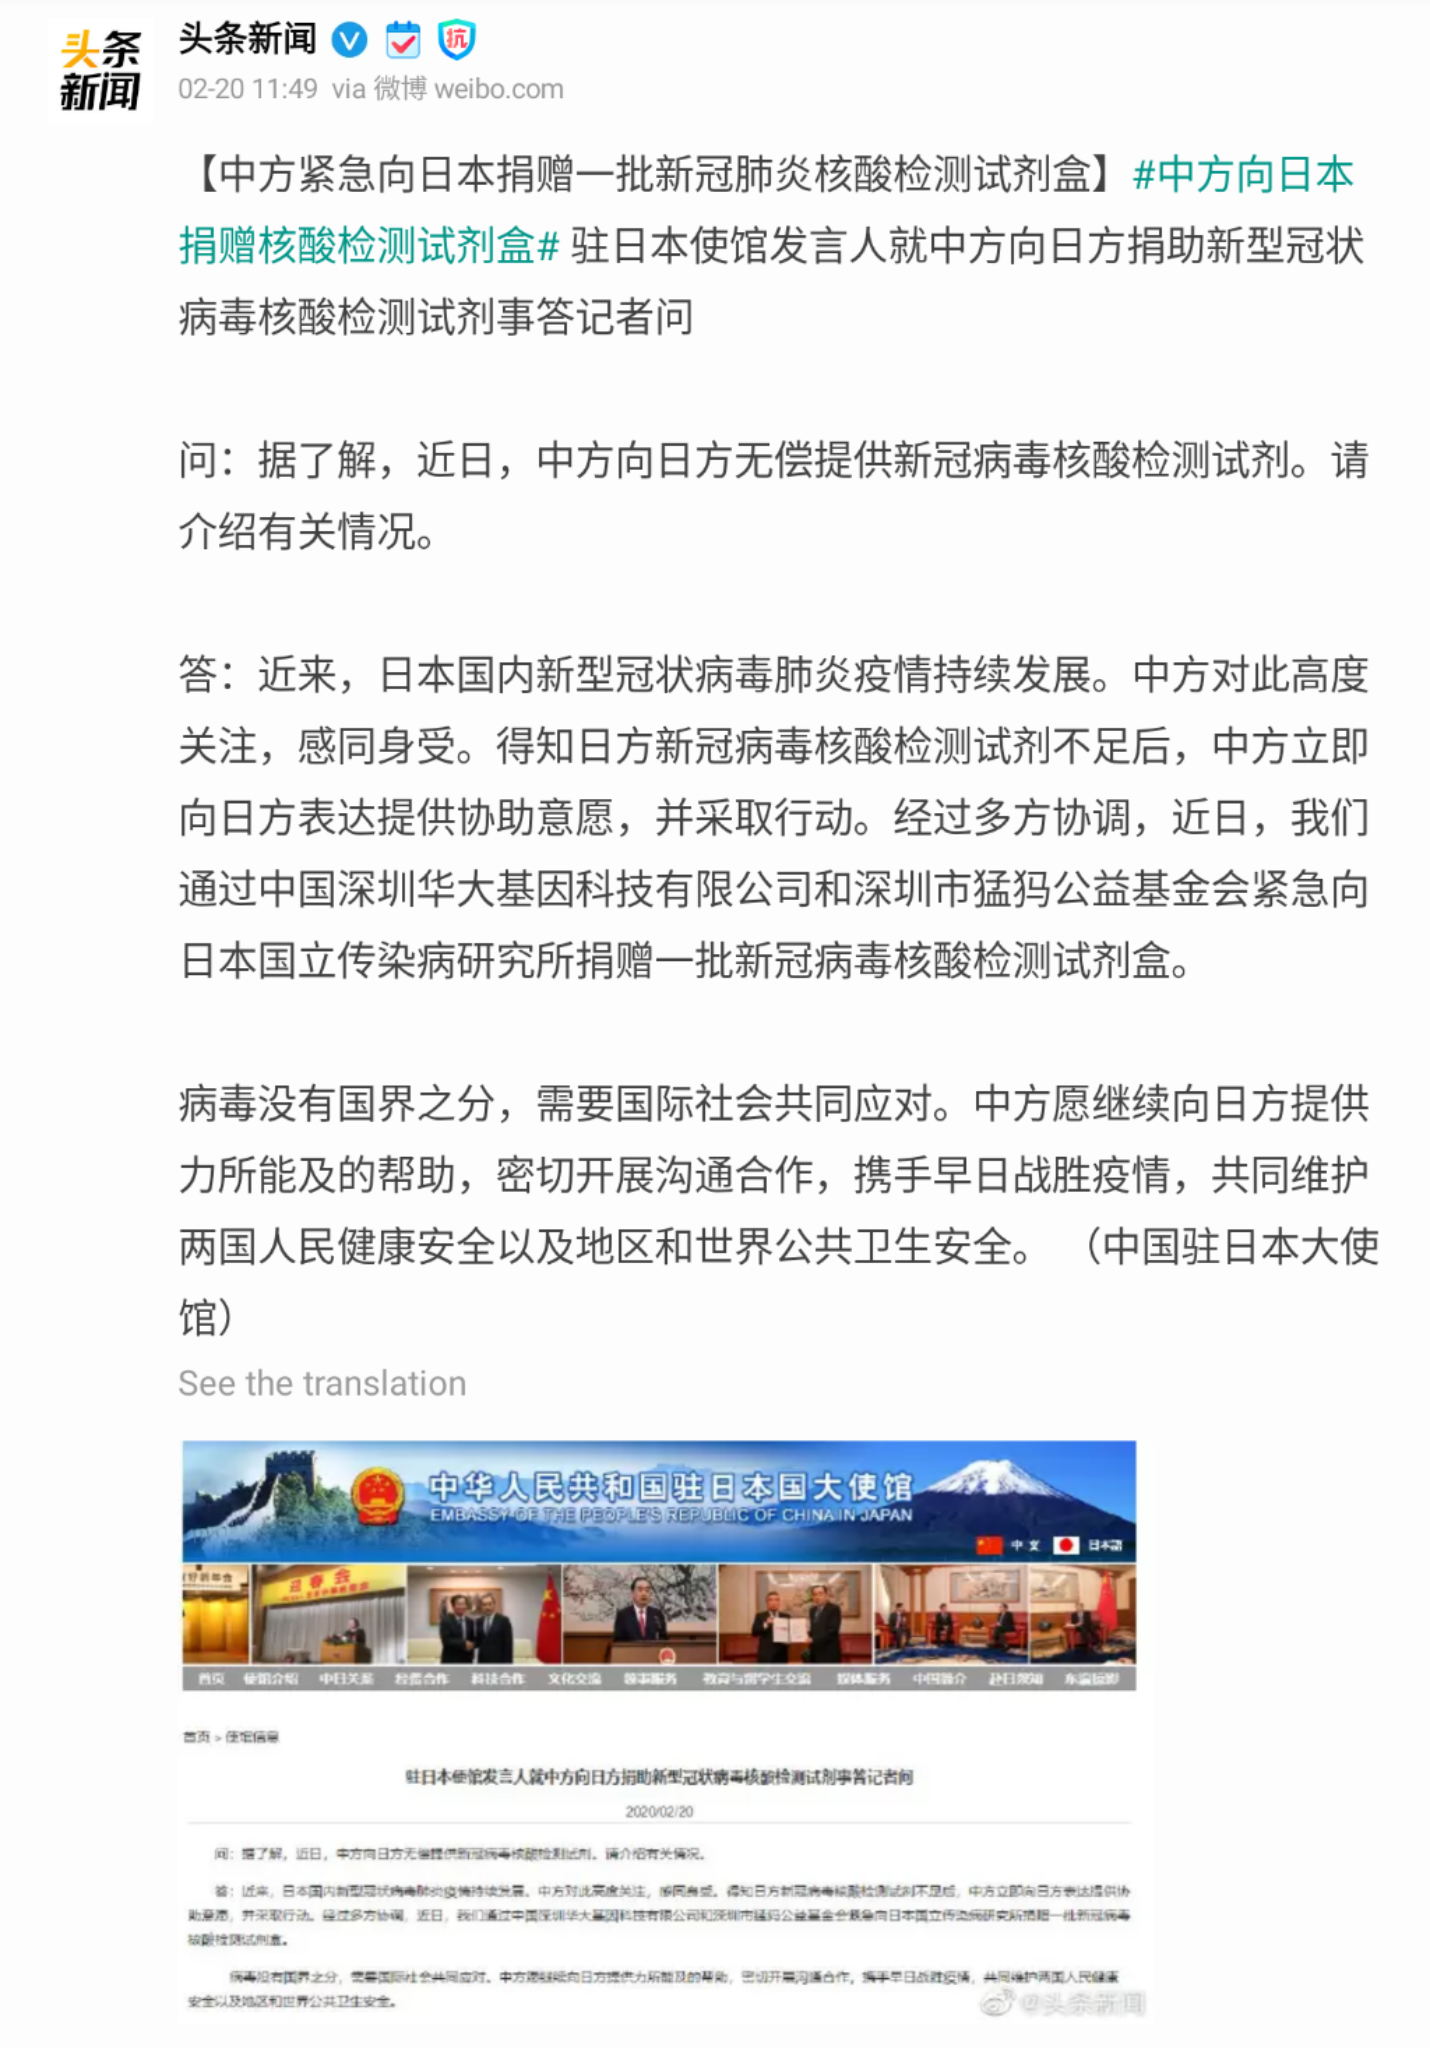 头条
新闻
头条新闻
抗
02-20 11:49 via 微博 weibo.com
【中方紧急向日本捐赠一批新冠肺炎核酸检测试剂盒】#中方向日本
捐赠核酸检测试剂盒# 驻日本使馆发言人就中方向日方捐助新型冠状
病毒核酸检测试剂事答记者问
问：据了解，近日，中方向日方无偿提供新冠病毒核酸检测试剂。请
介绍有关情况。
答：近来，日本国内新型冠状病毒肺炎疫情持续发展。中方对此高度
关注，感同身受。得知日方新冠病毒核酸检测试剂不足后，中方立即
向日方表达提供协助意愿，并采取行动。经过多方协调，近日，我们
通过中国深圳华大基因科技有限公司和深圳市猛犸公益基金会紧急向
日本国立传染病研究所捐赠一批新冠病毒核酸检测试剂盒。
病毒没有国界之分，需要国际社会共同应对。中方愿继续向日方提供
力所能及的帮助，密切开展沟通合作，携手早日战胜疫情，共同维护
两国人民健康安全以及地区和世界公共卫生安全。 （中国驻日本大使
馆）
See the translation
中华人民共和国驻日本国大使馆
EMBASSY OF THE PEOPLE'S REPUBLIC OF CHINA IN JAPAN
中文 日本語
迎春会
首页 使馆介绍 中日关系 经贸合作 科技合作 文化交流 领事服务 教育与留学生交流 媒体服务 中国简介 赴日须知 东瀛掠影
首页 > 使馆信息
驻日本使馆发言人就中方向日方捐助新型冠状病毒核酸检测试剂事答记者问
2020/02/20
问：据了解，近日，中方向日方无偿提供新冠病毒核酸检测试剂。请介绍有关情况。
答：近来，日本国内新型冠状病毒肺炎疫情持续发展。中方对此高度关注，感同身受。得知日方新冠病毒核酸检测试剂不足后，中方立即向日方表达提供协
助意愿，并采取行动。经过多方协调，近日，我们通过中国深圳华大基因科技有限公司和深圳市猛犸公益基金会紧急向日本国立传染病研究所捐赠一批新冠病毒
核酸检测试剂盒。
病毒没有国界之分，需要国际社会共同应对。中方愿继续向日方提供力所能及的帮助，密切开展沟通合作，携手早日战胜疫情，共同维护两国人民健康
安全以及地区和世界公共卫生安全。
@头条新闻